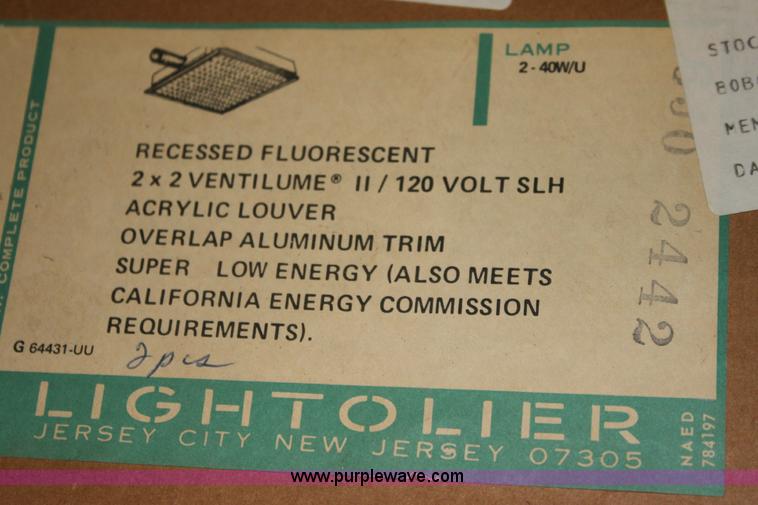 LAMP
2 - 40W/U
RECESSED FLUORESCENT
2 x 2 VENTILUME® II / 120 VOLT SLH
ACRYLIC LOUVER
OVERLAP ALUMINUM TRIM
SUPER LOW ENERGY (ALSO MEETS
CALIFORNIA ENERGY COMMISSION
REQUIREMENTS).
G 64431-UU
2 pcs
LIGHTOLIER
JERSEY CITY NEW JERSEY 07305
NAED
784197
COMPLETE PRODUCT
2442
STOC
BOB
MEN
DA
www.purplewave.com